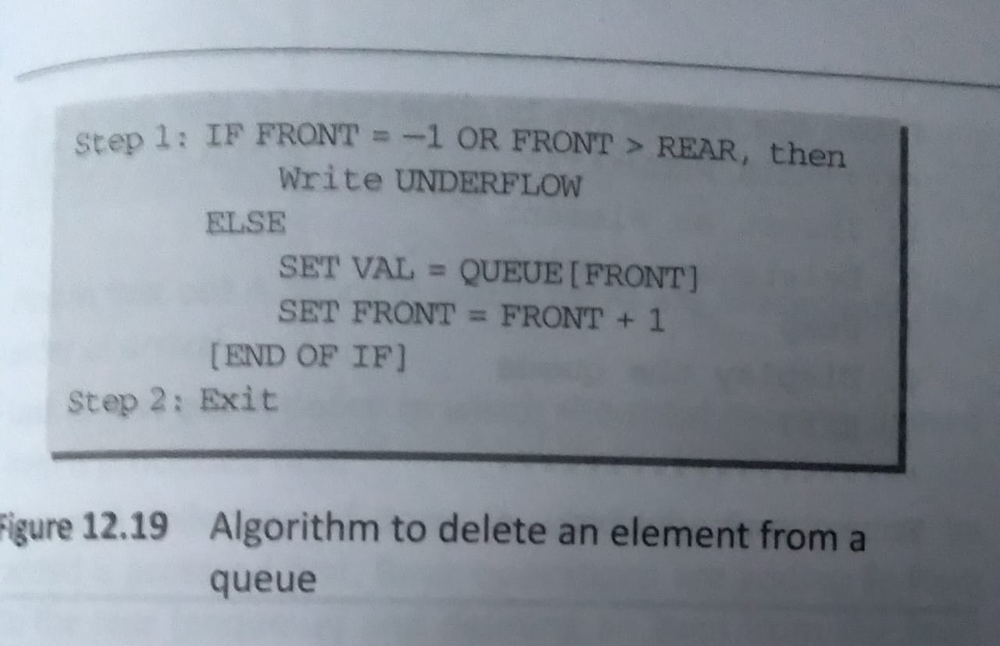 Step 1: IF FRONT = −1 OR FRONT > REAR, then
Write UNDERFLOW
ELSE
SET VAL = QUEUE[FRONT]
SET FRONT = FRONT + 1
[END OF IF]
Step 2: Exit
Figure 12.19 Algorithm to delete an element from a
queue